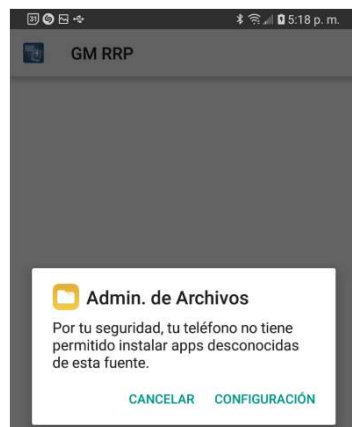 31 5:18 p. m.
GM RRP
Admin. de Archivos
Por tu seguridad, tu teléfono no tiene
permitido instalar apps desconocidas
de esta fuente.
CANCELAR CONFIGURACIÓN